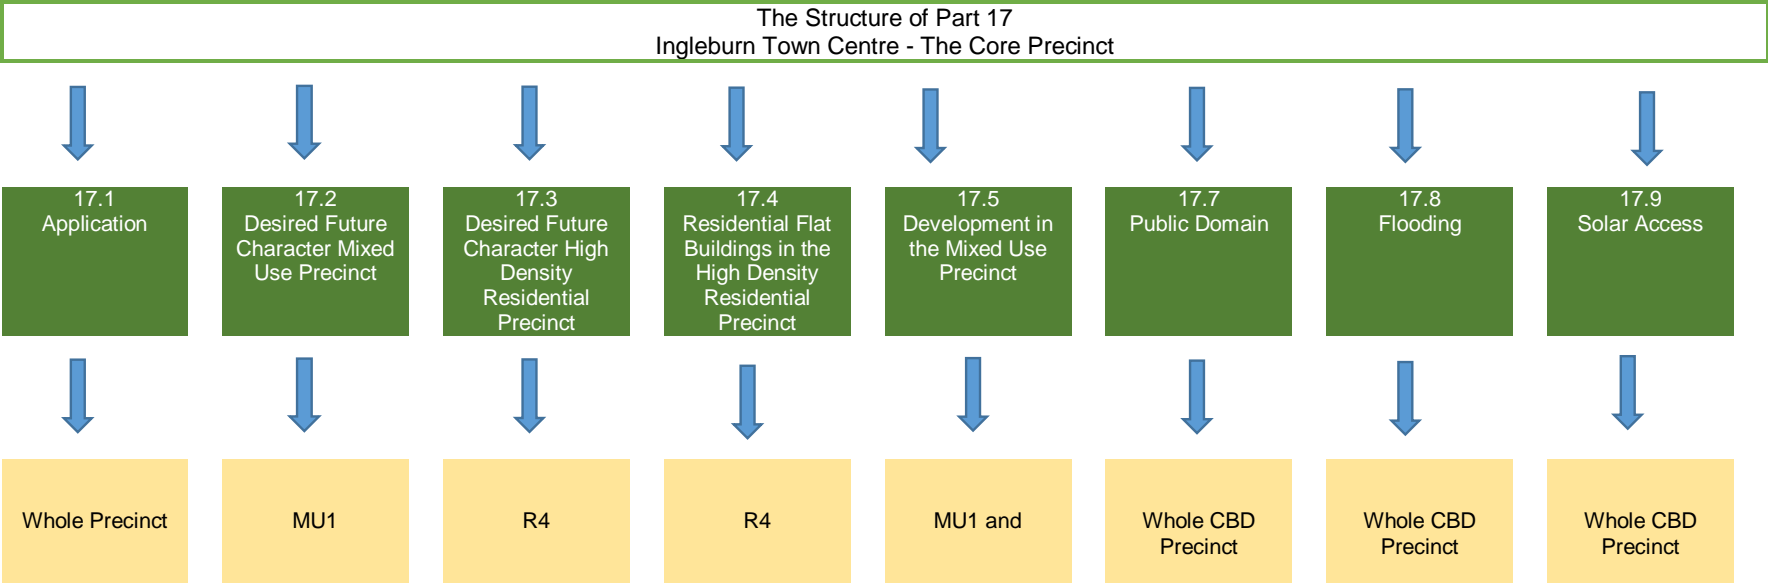 The Structure of Part 17
Ingleburn Town Centre - The Core Precinct
17.1
Application
17.2
Desired Future
Character Mixed
Use Precinct
17.3
Desired Future
Character High
Density
Residential
Precinct
17.4
Residential Flat
Buildings in the
High Density
Residential
Precinct
17.5
Development in
the Mixed Use
Precinct
17.7
Public Domain
17.8
Flooding
17.9
Solar Access
Whole Precinct
MU1
R4
R4
MU1 and
Whole CBD
Precinct
Whole CBD
Precinct
Whole CBD
Precinct